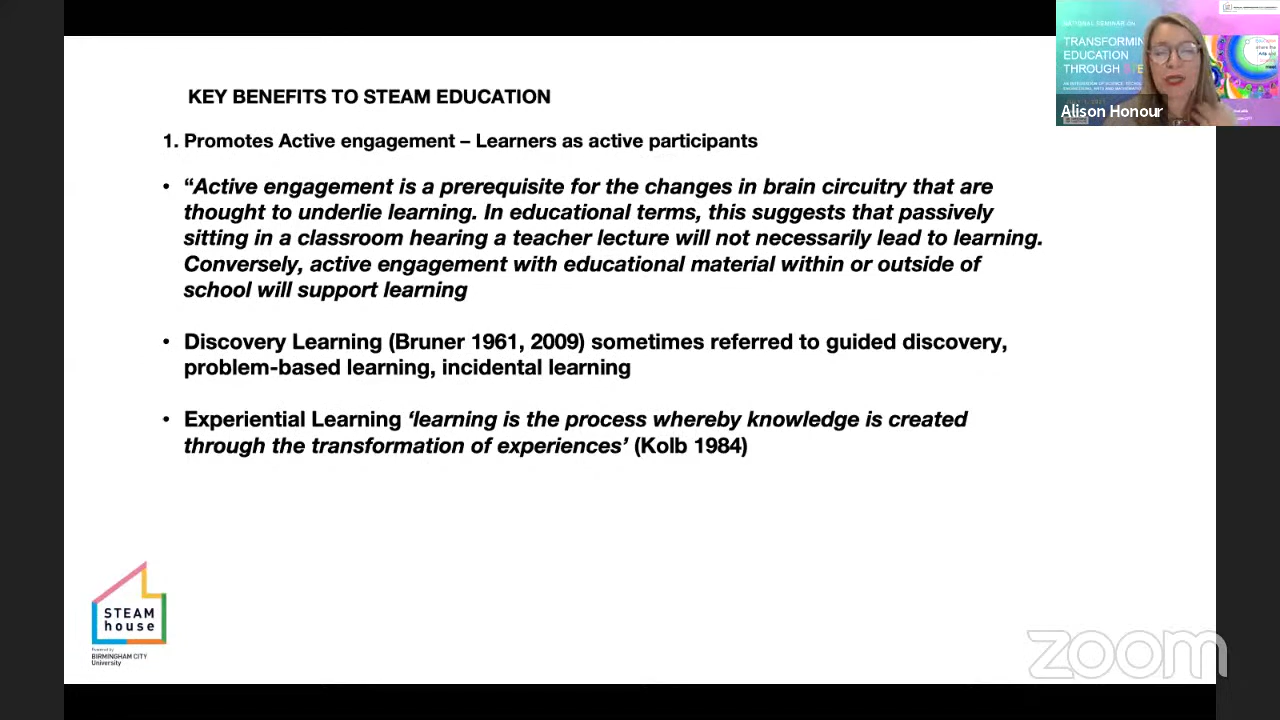 KEY BENEFITS TO STEAM EDUCATION
1. Promotes Active engagement – Learners as active participants
• “Active engagement is a prerequisite for the changes in brain circuitry that are
thought to underlie learning. In educational terms, this suggests that passively
sitting in a classroom hearing a teacher lecture will not necessarily lead to learning.
Conversely, active engagement with educational material within or outside of
school will support learning
• Discovery Learning (Bruner 1961, 2009) sometimes referred to guided discovery,
problem-based learning, incidental learning
• Experiential Learning ‘learning is the process whereby knowledge is created
through the transformation of experiences’ (Kolb 1984)
STEAM
house
Powered by
BIRMINGHAM CITY
University
NATIONAL SEMINAR ON
TRANSFORMIN
EDUCATION
THROUGH STE
Alison Honour
zoom